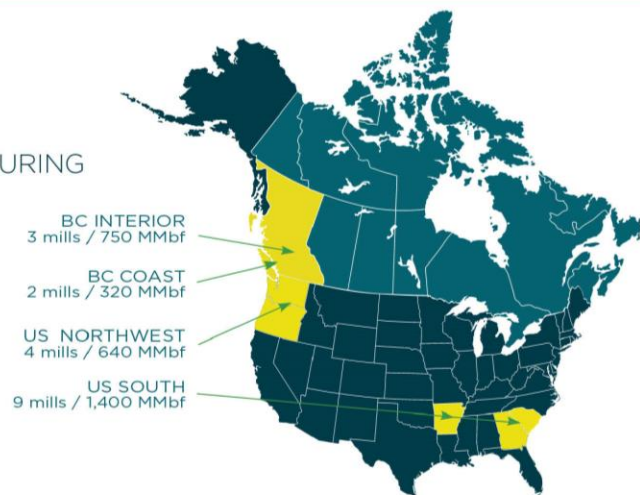 URING
BC INTERIOR
3 mills / 750 MMbf
BC COAST
2 mills / 320 MMbf
US NORTHWEST
4 mills / 640 MMbf
US SOUTH
9 mills / 1,400 MMbf